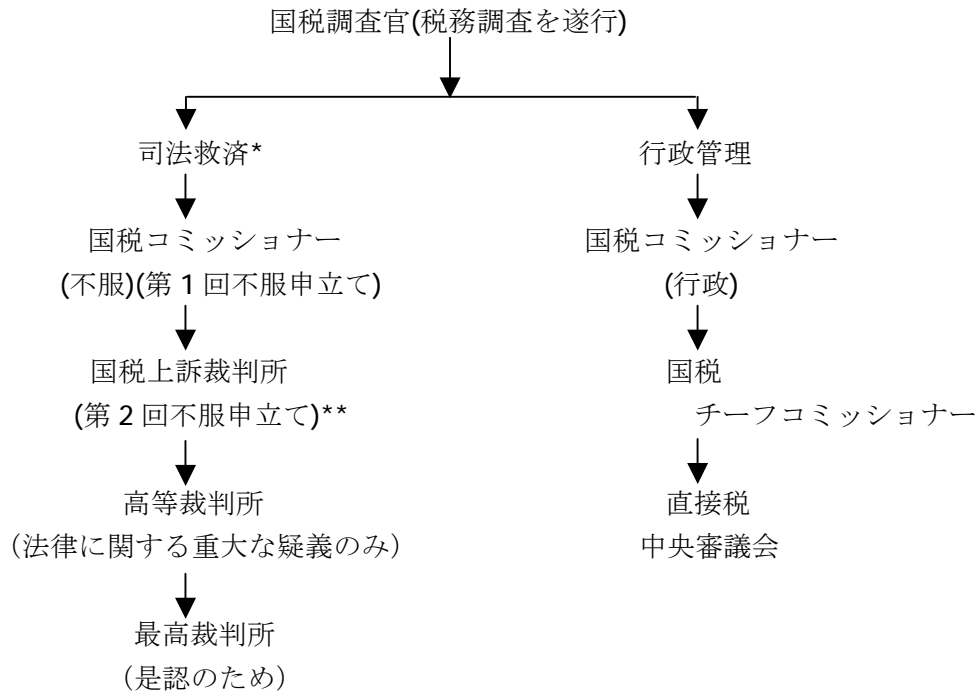 国税調査官(税務調査を遂行)
司法救済*
国税コミッショナー
(不服)(第 1 回不服申立て)
国税上訴裁判所
(第 2 回不服申立て)**
高等裁判所
（法律に関する重大な疑義のみ）
最高裁判所
（是認のため）
行政管理
国税コミッショナー
(行政)
国税
チーフコミッショナー
直接税
中央審議会